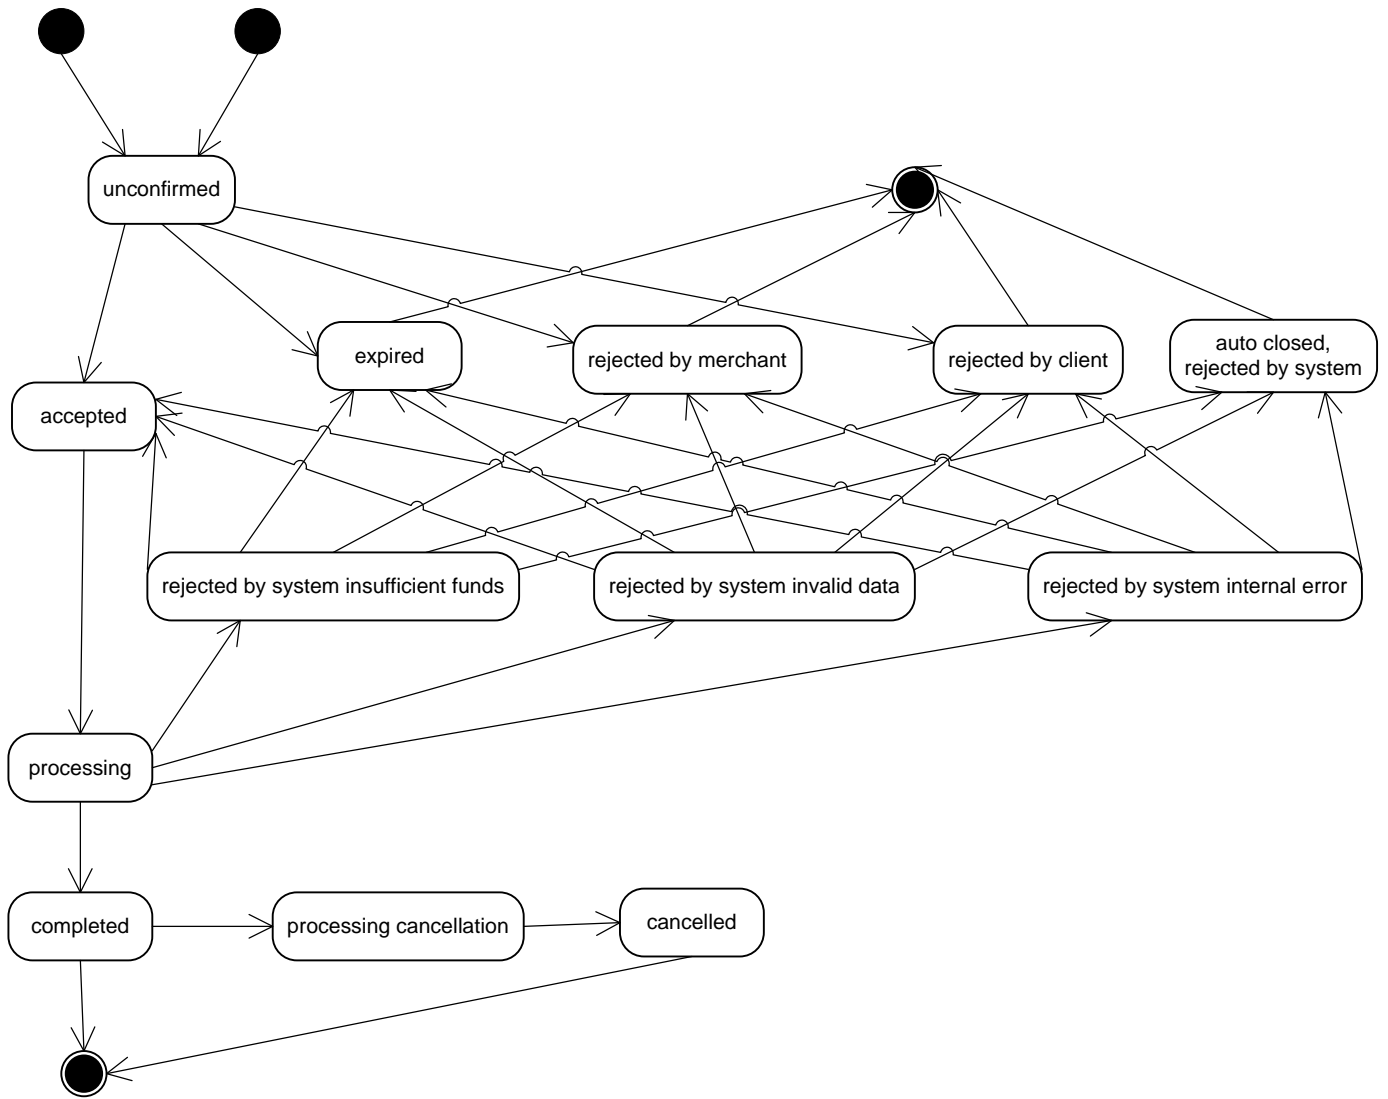 unconfirmed
expired
rejected by merchant
rejected by client
auto closed,
rejected by system
accepted
rejected by system insufficient funds
rejected by system invalid data
rejected by system internal error
processing
completed
processing cancellation
cancelled